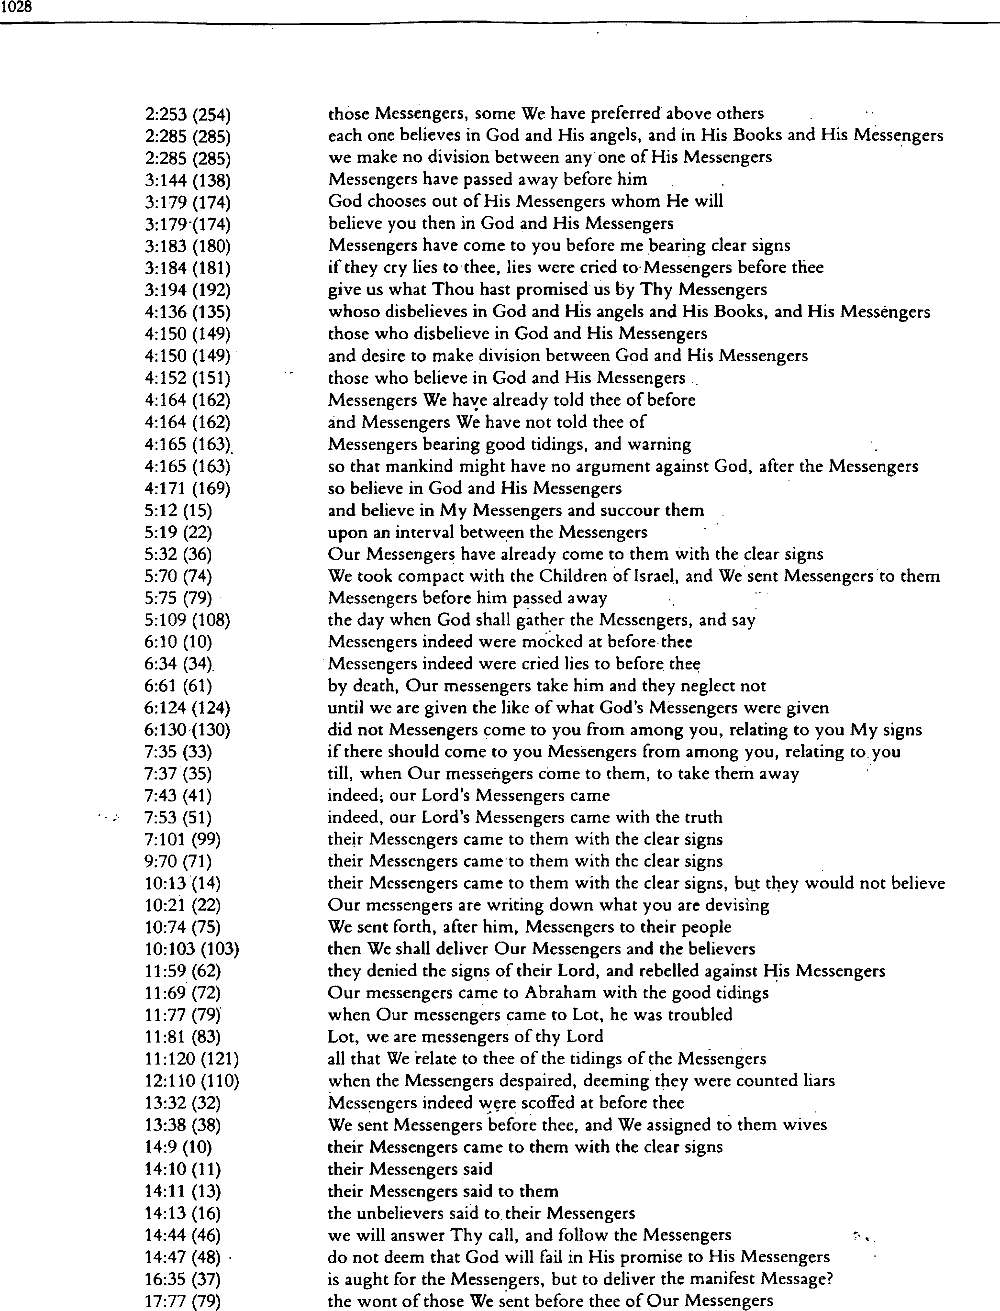 1028
2:253 (254) those Messengers, some We have preferred above others
2:285 (285) each one believes in God and His angels, and in His Books and His Messengers
2:285 (285) we make no division between any one of His Messengers
3:144 (138) Messengers have passed away before him
3:179 (174) God chooses out of His Messengers whom He will
3:179 (174) believe you then in God and His Messengers
3:183 (180) Messengers have come to you before me bearing clear signs
3:184 (181) if they cry lies to thee, lies were cried to Messengers before thee
3:194 (192) give us what Thou hast promised us by Thy Messengers
4:136 (135) whoso disbelieves in God and His angels and His Books, and His Messengers
4:150 (149) those who disbelieve in God and His Messengers
4:150 (149) and desire to make division between God and His Messengers
4:152 (151) those who believe in God and His Messengers
4:164 (162) Messengers We have already told thee of before
4:164 (162) and Messengers We have not told thee of
4:165 (163) Messengers bearing good tidings, and warning
4:165 (163) so that mankind might have no argument against God, after the Messengers
4:171 (169) so believe in God and His Messengers
5:12 (15) and believe in My Messengers and succour them
5:19 (22) upon an interval between the Messengers
5:32 (36) Our Messengers have already come to them with the clear signs
5:70 (74) We took compact with the Children of Israel, and We sent Messengers to them
5:75 (79) Messengers before him passed away
5:109 (108) the day when God shall gather the Messengers, and say
6:10 (10) Messengers indeed were mocked at before thee
6:34 (34) Messengers indeed were cried lies to before thee
6:61 (61) by death, Our messengers take him and they neglect not
6:124 (124) until we are given the like of what God's Messengers were given
6:130 (130) did not Messengers come to you from among you, relating to you My signs
7:35 (33) if there should come to you Messengers from among you, relating to you
7:37 (35) till, when Our messengers come to them, to take them away
7:43 (41) indeed; our Lord's Messengers came
7:53 (51) indeed, our Lord's Messengers came with the truth
7:101 (99) their Messengers came to them with the clear signs
9:70 (71) their Messengers came to them with the clear signs
10:13 (14) their Messengers came to them with the clear signs, but they would not believe
10:21 (22) Our messengers are writing down what you are devising
10:74 (75) We sent forth, after him, Messengers to their people
10:103 (103) then We shall deliver Our Messengers and the believers
11:59 (62) they denied the signs of their Lord, and rebelled against His Messengers
11:69 (72) Our messengers came to Abraham with the good tidings
11:77 (79) when Our messengers came to Lot, he was troubled
11:81 (83) Lot, we are messengers of thy Lord
11:120 (121) all that We relate to thee of the tidings of the Messengers
12:110 (110) when the Messengers despaired, deeming they were counted liars
13:32 (32) Messengers indeed were scoffed at before thee
13:38 (38) We sent Messengers before thee, and We assigned to them wives
14:9 (10) their Messengers came to them with the clear signs
14:10 (11) their Messengers said
14:11 (13) their Messengers said to them
14:13 (16) the unbelievers said to their Messengers
14:44 (46) we will answer Thy call, and follow the Messengers
14:47 (48) do not deem that God will fail in His promise to His Messengers
16:35 (37) is aught for the Messengers, but to deliver the manifest Message?
17:77 (79) the wont of those We sent before thee of Our Messengers